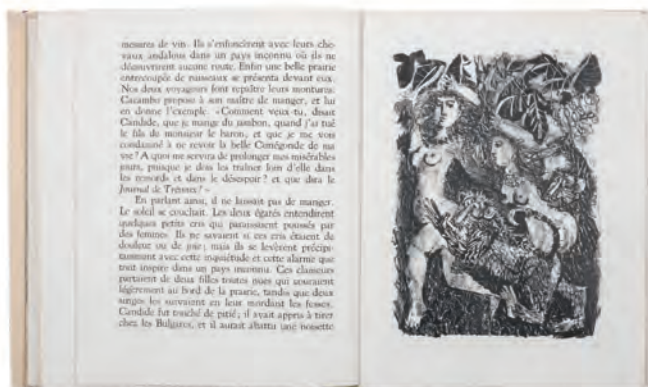 mesures de vin. Ils s'enfoncèrent avec leurs che-
vaux andalous dans un pays inconnu où ils ne
découvrirent aucune route. Enfin une belle prairie
entrecoupée de ruisseaux se présenta devant eux.
Nos deux voyageurs font repaître leurs montures.
Cacambo propose à son maître de manger, et lui
en donne l'exemple. «Comment veux-tu, disait
Candide, que je mange du jambon, quand j'ai tué
le fils de monsieur le baron, et que je me vois
condamné à ne revoir la belle Cunégonde de ma
vie? A quoi me servira de prolonger mes misérables
jours, puisque je dois les traîner loin d'elle dans
les remords et dans le désespoir? et que dira le
Journal de Trévoux?»
En parlant ainsi, il ne laissait pas de manger.
Le soleil se couchait. Les deux égarés entendirent
quelques petits cris qui paraissaient poussés par
des femmes. Ils ne savaient si ces cris étaient de
douleur ou de joie; mais ils se levèrent précipi-
tamment avec cette inquiétude et cette alarme que
tout inspire dans un pays inconnu. Ces clameurs
partaient de deux filles toutes nues qui couraient
légèrement au bord de la prairie, tandis que deux
singes les suivaient en leur mordant les fesses.
Candide fut touché de pitié; il avait appris à tirer
chez les Bulgares, et il aurait abattu une noisette